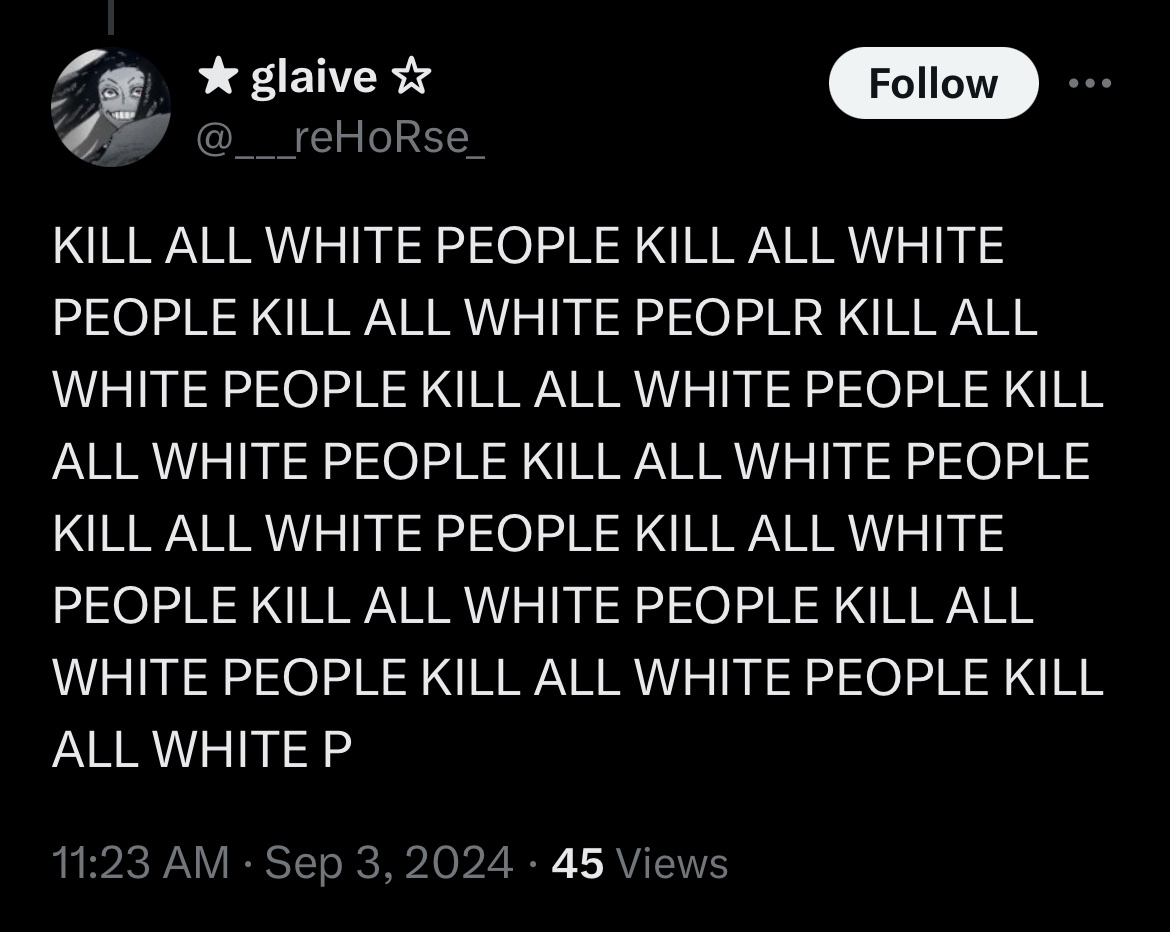 ★ glaive ☆
Follow
@___reHoRse_
KILL ALL WHITE PEOPLE KILL ALL WHITE
PEOPLE KILL ALL WHITE PEOPLR KILL ALL
WHITE PEOPLE KILL ALL WHITE PEOPLE KILL
ALL WHITE PEOPLE KILL ALL WHITE PEOPLE
KILL ALL WHITE PEOPLE KILL ALL WHITE
PEOPLE KILL ALL WHITE PEOPLE KILL ALL
WHITE PEOPLE KILL ALL WHITE PEOPLE KILL
ALL WHITE P
11:23 AM · Sep 3, 2024 · 45 Views